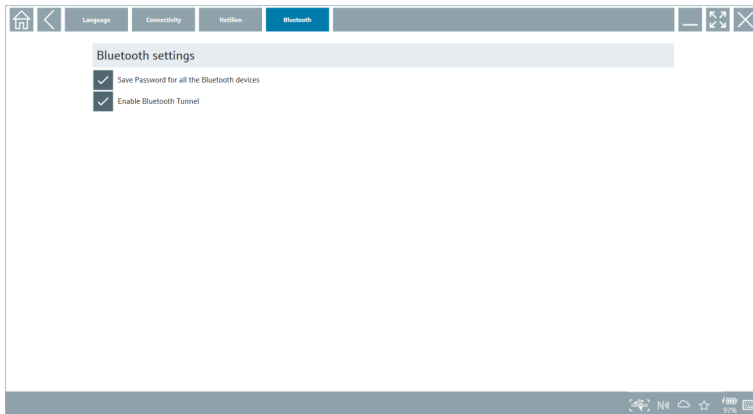 Language Connectivity Netilion Bluetooth
Bluetooth settings
Save Password for all the Bluetooth devices
Enable Bluetooth Tunnel
97%